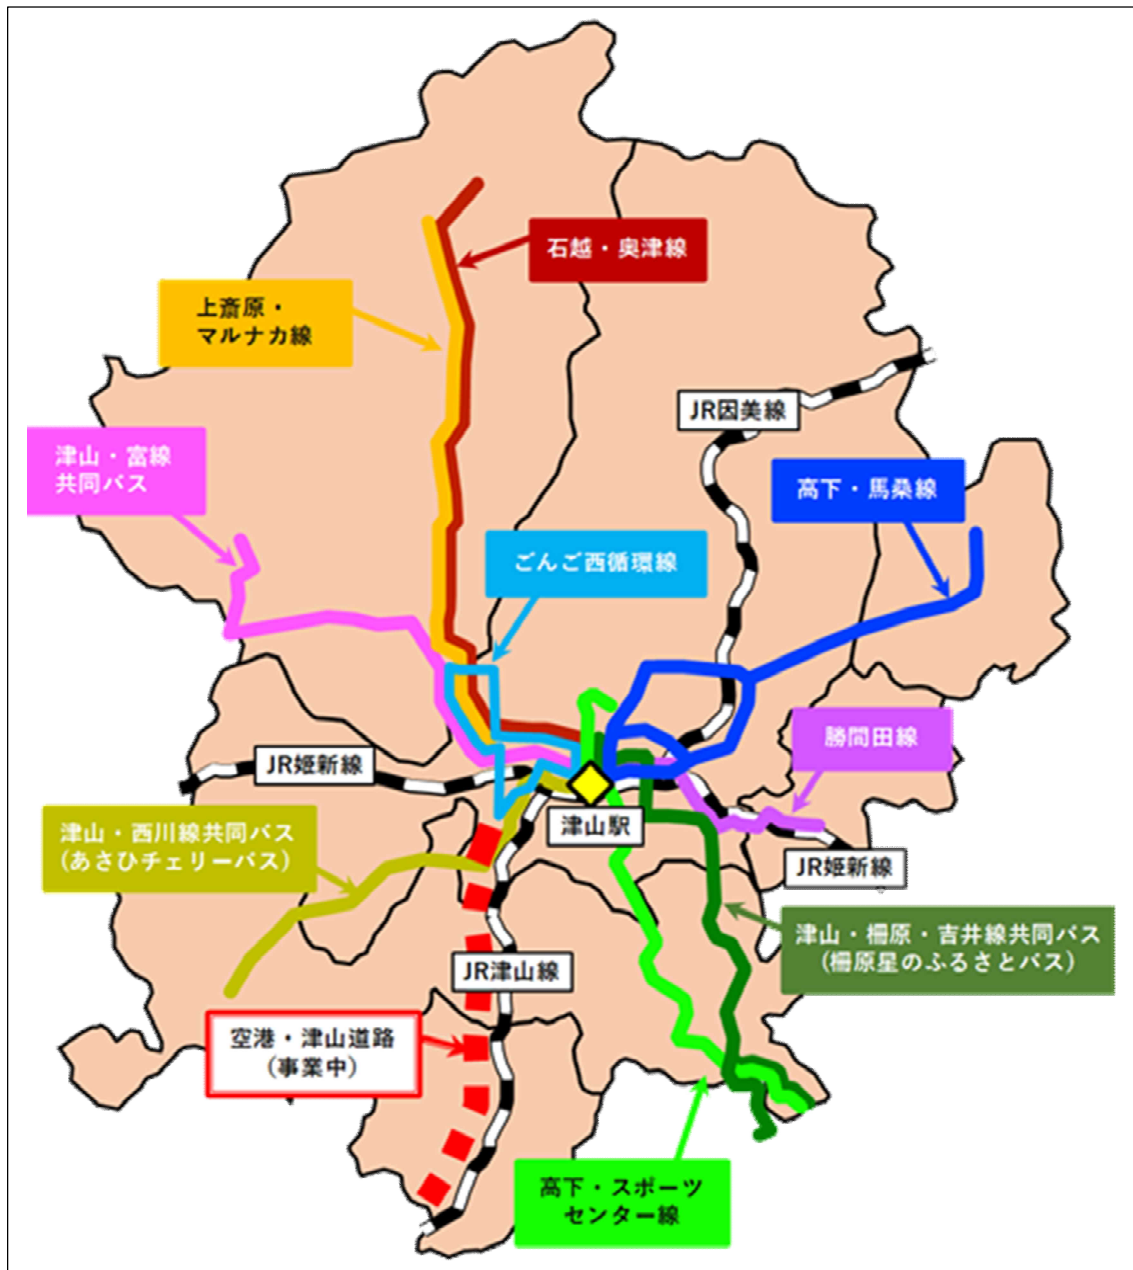 石越・奥津線
上斎原・
マルナカ線
JR因美線
津山・富線
共同バス
高下・馬桑線
ごんご西循環線
勝間田線
JR姫新線
津山駅
津山・西川線共同バス
(あさひチェリーバス)
JR姫新線
津山・柵原・吉井線共同バス
(柵原星のふるさとバス)
JR津山線
空港・津山道路
(事業中)
高下・スポーツ
センター線